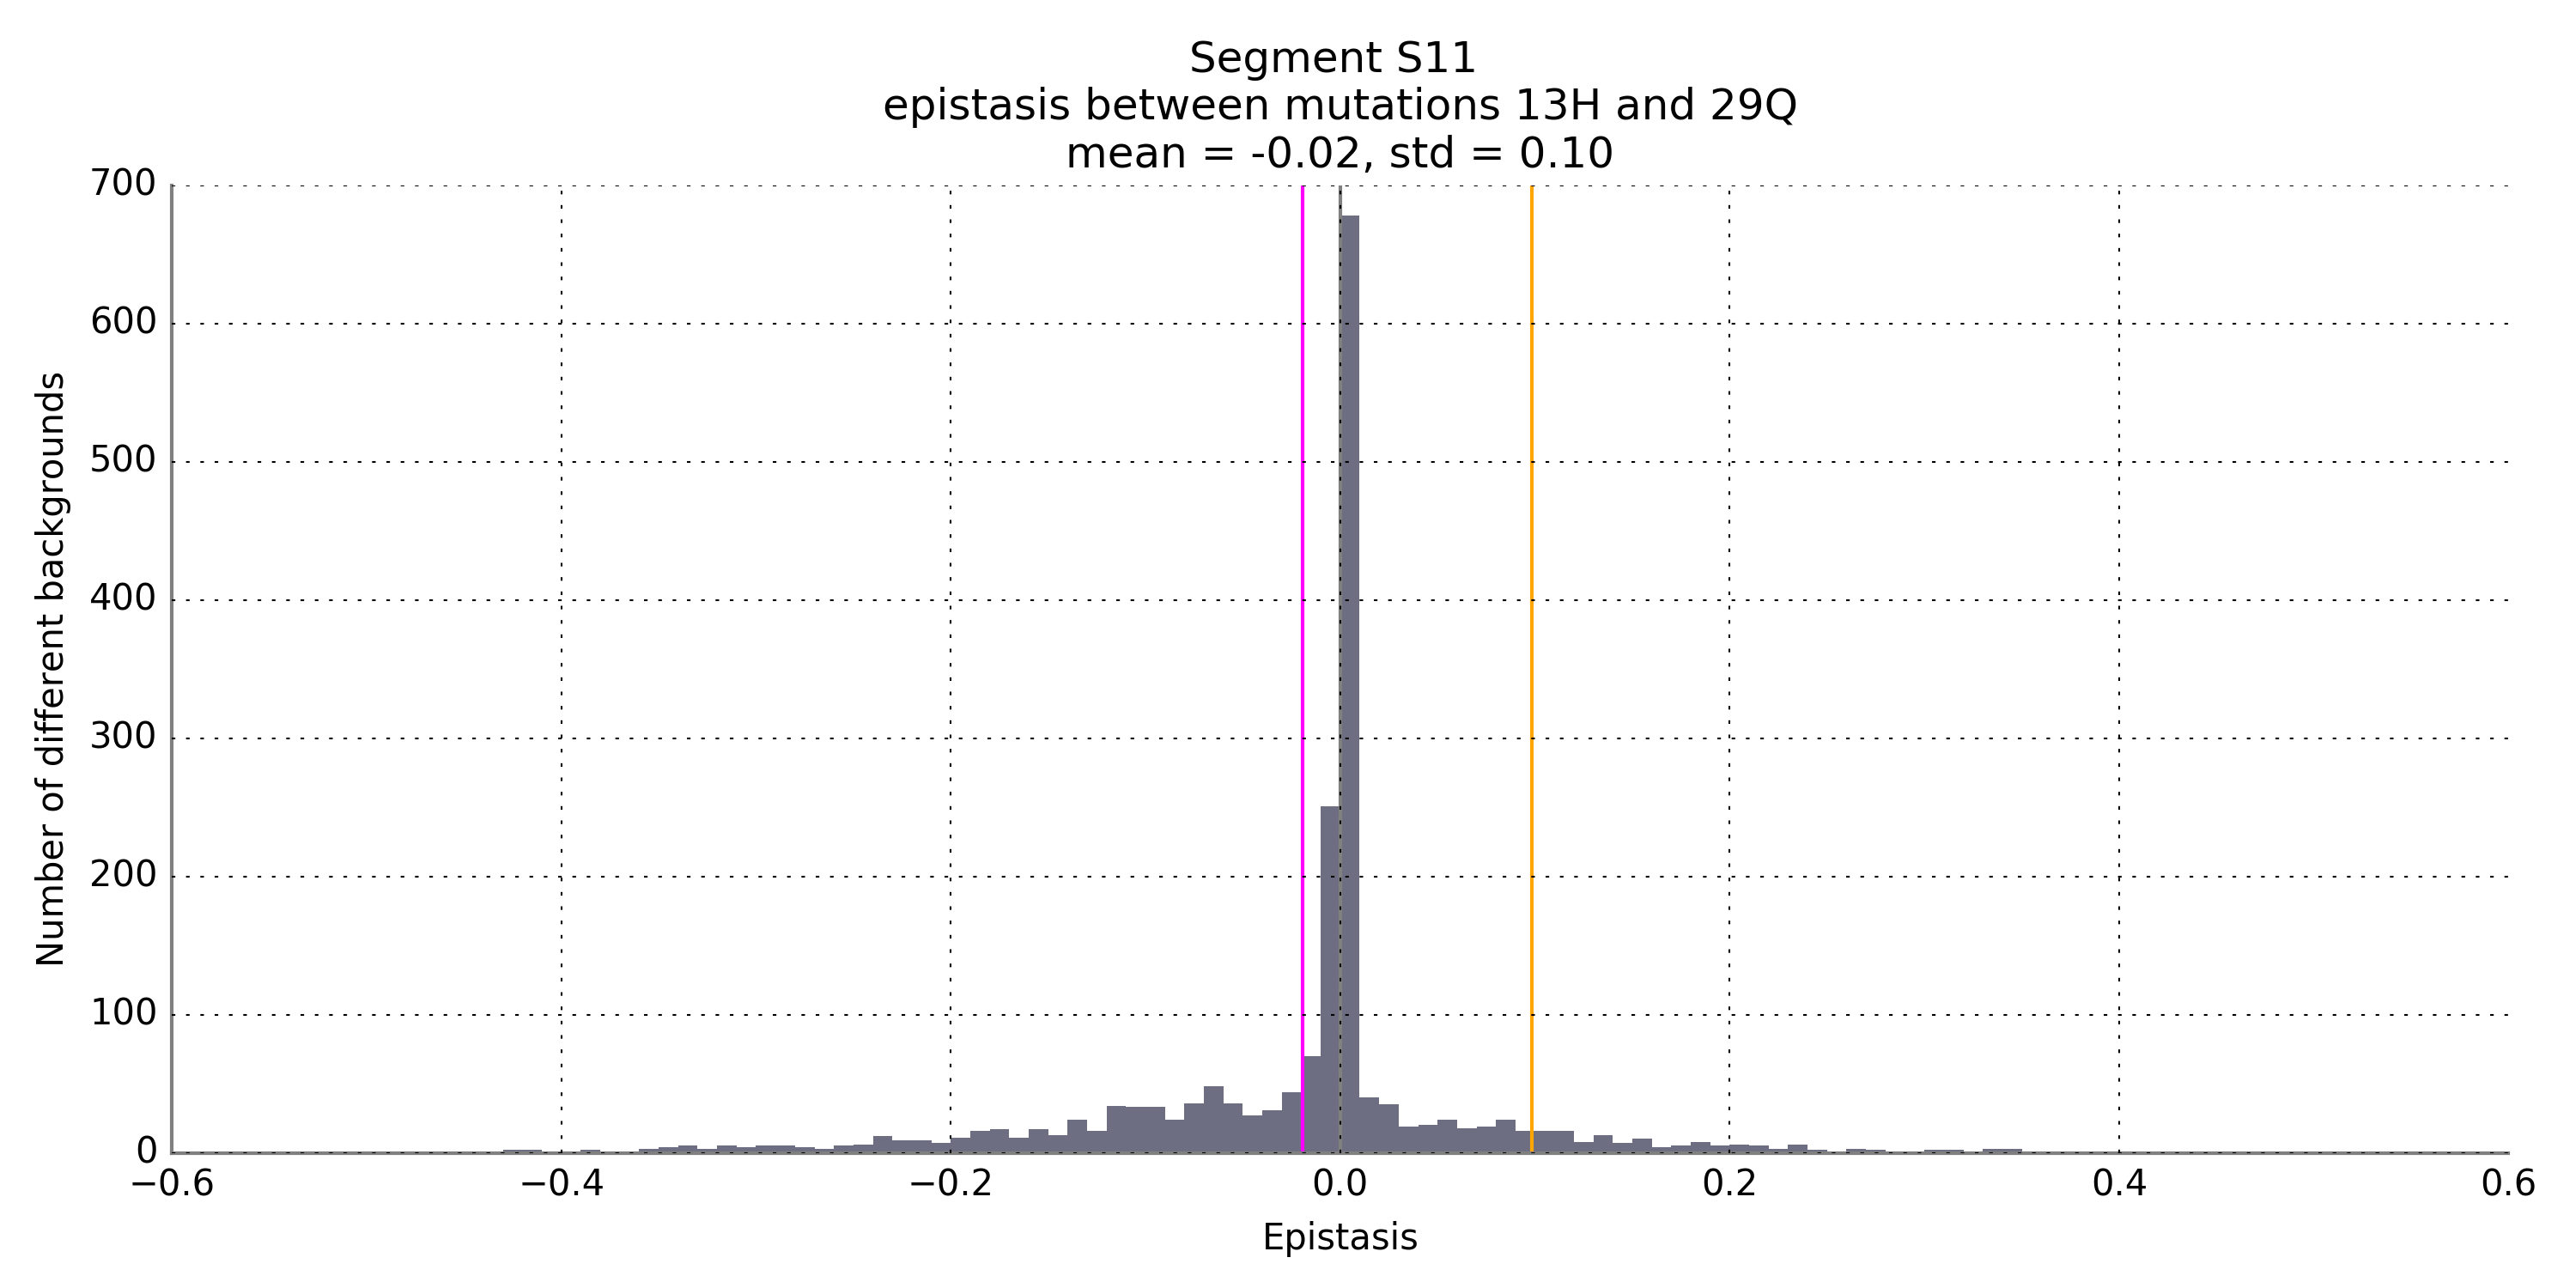 Segment S11
epistasis between mutations 13H and 29Q
mean = -0.02, std = 0.10
Number of different backgrounds
700
600
500
400
300
200
100
0
−0.6 −0.4 −0.2 0.0 0.2 0.4 0.6
Epistasis